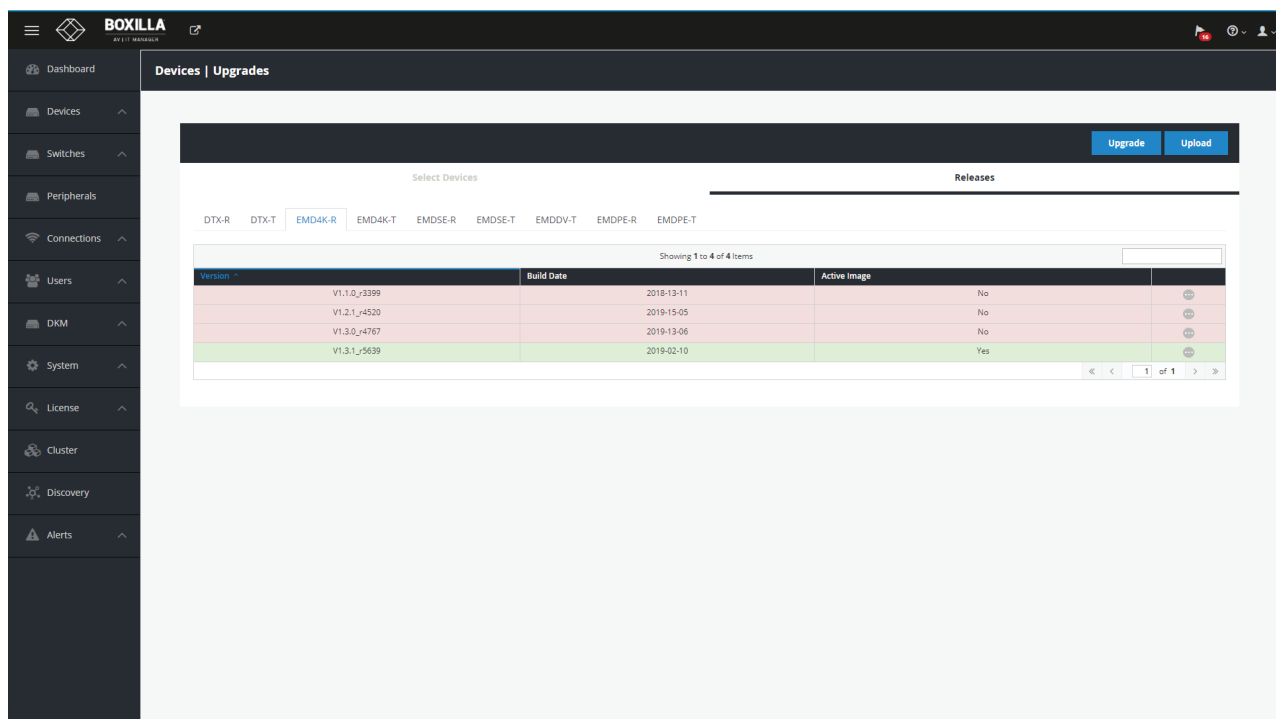 BOXILLA
AV | IT MANAGER
16
Dashboard
Devices | Upgrades
Devices
Switches
Peripherals
Connections
Users
DKM
System
License
Cluster
Discovery
Alerts
Upgrade Upload
Select Devices Releases
DTX-R DTX-T EMD4K-R EMD4K-T EMDSE-R EMDSE-T EMDDV-T EMDPE-R EMDPE-T
Showing 1 to 4 of 4 Items
Version Build Date Active Image
V1.1.0_r3399 2018-13-11 No
V1.2.1_r4520 2019-15-05 No
V1.3.0_r4767 2019-13-06 No
V1.3.1_r5639 2019-02-10 Yes
« < 1 of 1 > »